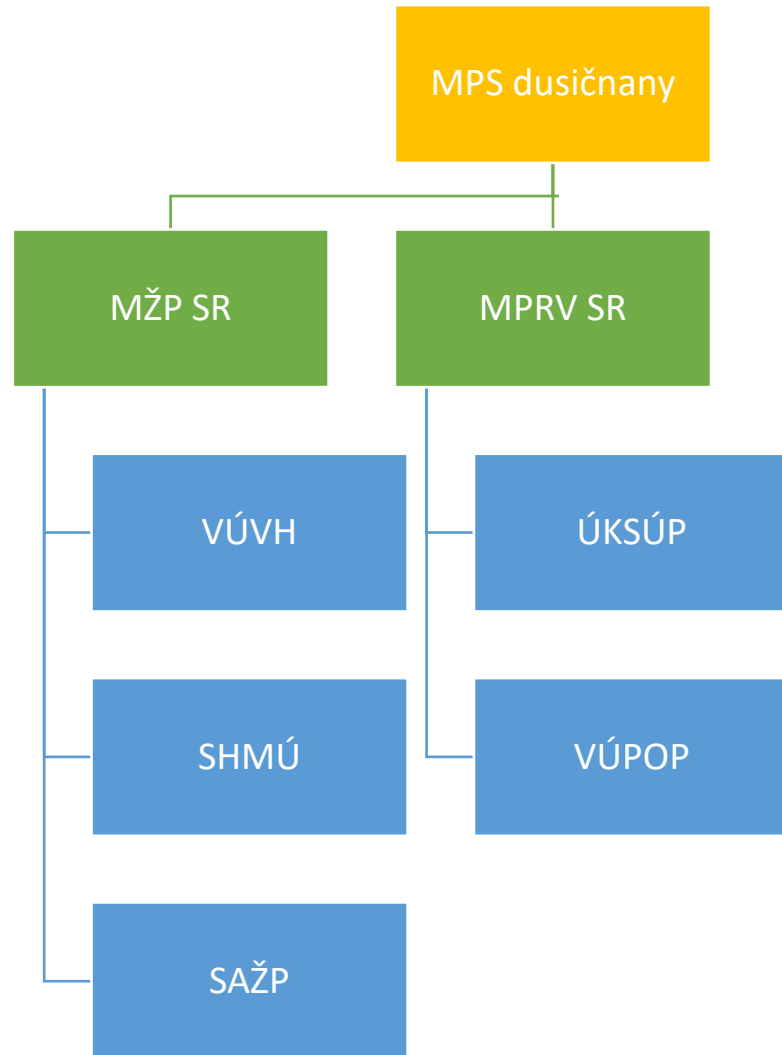 MPS dusičnany
MŽP SR
MPRV SR
VÚVH
ÚKSÚP
SHMÚ
VÚPOP
SAŽP